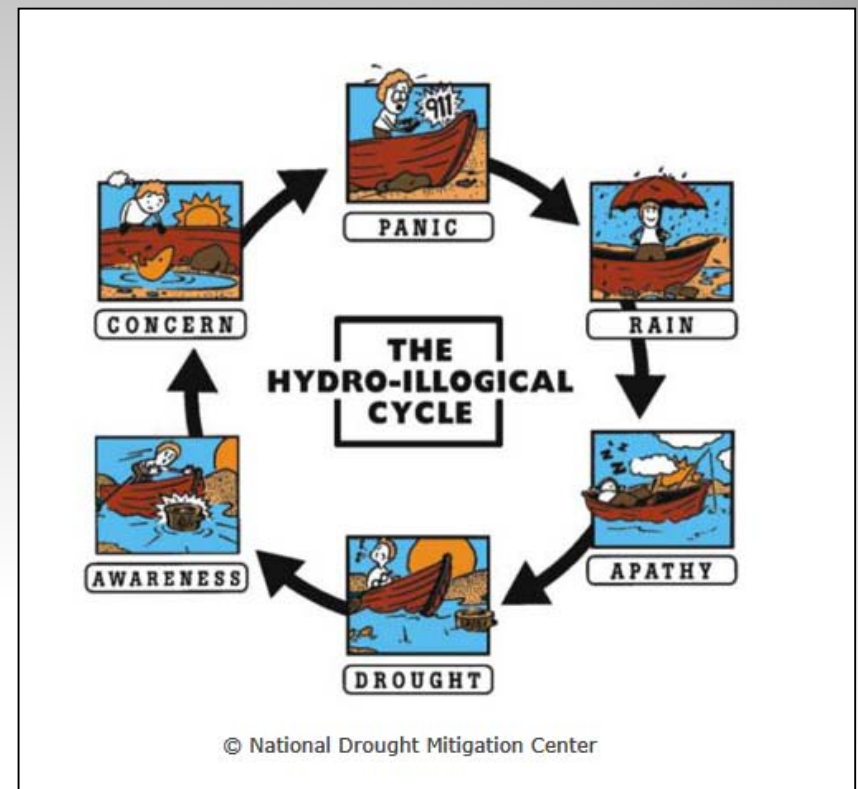 911
PANIC
RAIN
APATHY
DROUGHT
AWARENESS
CONCERN
THE
HYDRO-ILLOGICAL
CYCLE
z z
z
© National Drought Mitigation Center